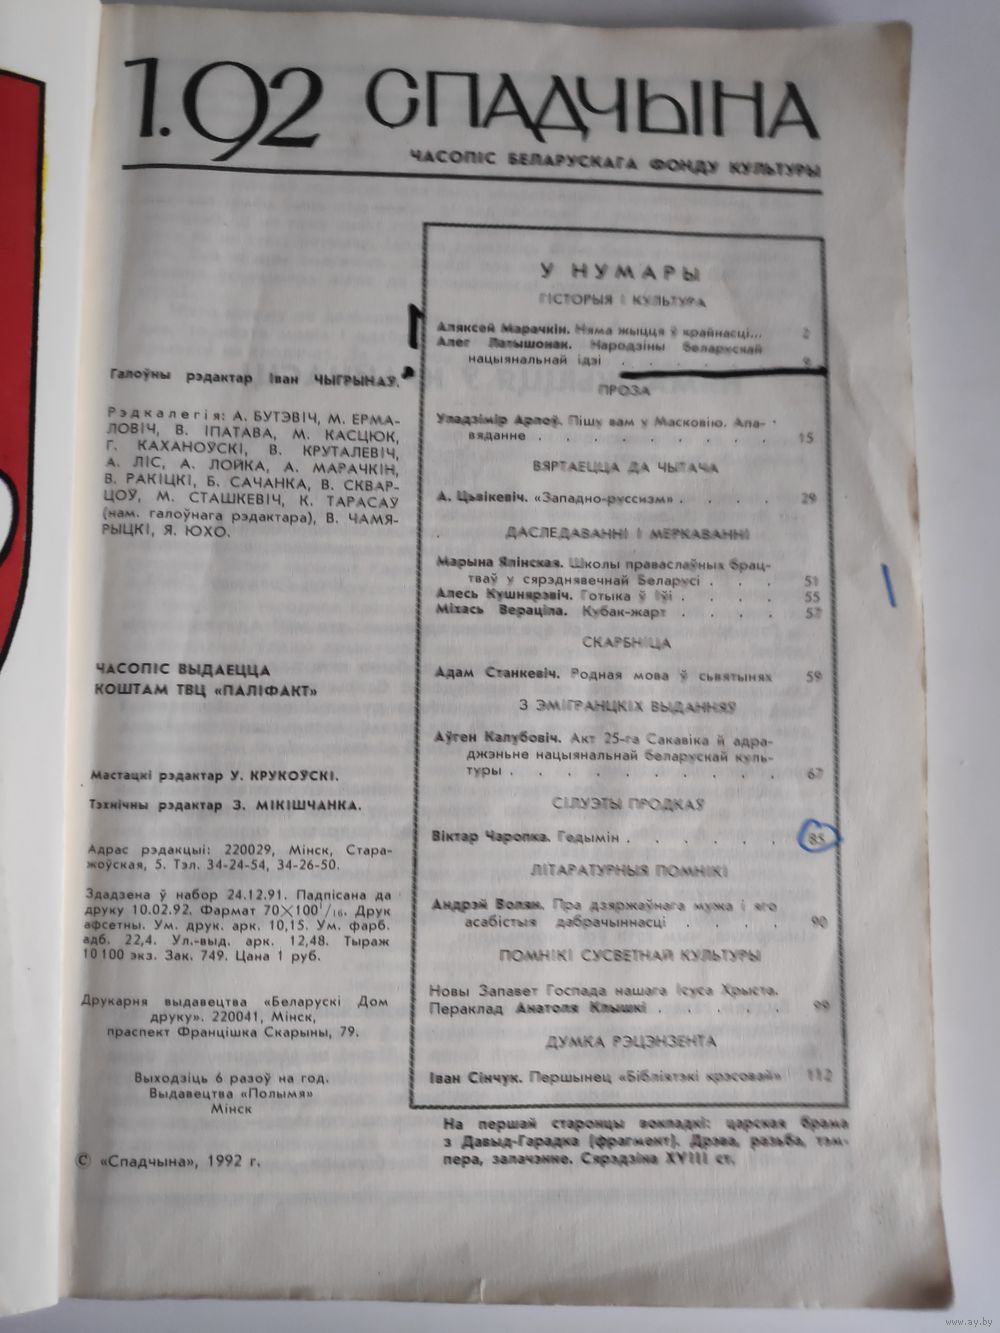 1.92 СПАДЧЫНА
ЧАСОПІС БЕЛАРУСКАГА ФОНДУ КУЛЬТУРЫ
Галоўны рэдактар Іван ЧЫГРЫНАЎ.
Рэдкалегія: А. БУТЭВІЧ, М. ЕРМА-
ЛОВІЧ, В. ІПАТАВА, М. КАСЦЮК,
Г. КАХАНОЎСКІ, В. КРУТАЛЕВІЧ,
А. ЛІС, А. ЛОЙКА, А. МАРАЧКІН,
В. РАКІЦКІ, Б. САЧАНКА, В. СКВАР-
ЦОЎ, М. СТАШКЕВІЧ, К. ТАРАСАЎ
(нам. галоўнага рэдактара), В. ЧАМЯ-
РЫЦКІ, Я. ЮХО.
ЧАСОПІС ВЫДАЕЦЦА
КОШТАМ ТВЦ «ПАЛІФАКТ»
Мастацкі рэдактар У. КРУКОЎСКІ.
Тэхнічны рэдактар З. МІКІШЧАНКА.
Адрас рэдакцыі: 220029, Мінск, Стара-
жоўская, 5. Тэл. 34-24-54, 34-26-50.
Здадзена ў набор 24.12.91. Падпісана да
друку 10.02.92. Фармат 70×100¹/₁₆. Друк
афсетны. Ум. друк. арк. 10,15. Ум. фарб.
адб. 22,4. Ул.-выд. арк. 12,48. Тыраж
10100 экз. Зак. 749. Цана 1 руб.
Друкарня выдавецтва «Беларускі Дом
друку». 220041, Мінск,
праспект Францішка Скарыны, 79.
Выходзіць 6 разоў на год.
Выдавецтва «Полымя»
Мінск
© «Спадчына», 1992 г.
У НУМАРЫ
ГІСТОРЫЯ І КУЛЬТУРА
Аляксей Марачкін. Няма жыцця ў крайнасці... 2
Алег Латышонак. Народзіны беларускай
нацыянальнай ідэі . . . . . 9
ПРОЗА
Уладзімір Арлоў. Пішу вам у Масковію. Апа-
вяданне . . . . . . . . . 15
ВЯРТАЕЦЦА ДА ЧЫТАЧА
А. Цьвікевіч. «Западно-руссизм» . . . . 29
ДАСЛЕДАВАННІ І МЕРКАВАННІ
Марына Ялінская. Школы праваслаўных брац-
тваў у сярэднявечнай Беларусі . . . 51
Алесь Кушнярэвіч. Готыка ў Іўі . . . . 55
Міхась Вераціла. Кубак-жарт . . . . 57
СКАРБНІЦА
Адам Станкевіч. Родная мова ў сьвятынях 59
З ЭМІГРАНЦКІХ ВЫДАННЯЎ
Аўген Калубовіч. Акт 25-га Сакавіка й адра-
джэньне нацыянальнай беларускай куль-
туры . . . . . . . . . . 67
СІЛУЭТЫ ПРОДКАЎ
Віктар Чаропка. Гедымін . . . . . . 85
ЛІТАРАТУРНЫЯ ПОМНІКІ
Андрэй Волян. Пра дзяржаўнага мужа і яго
асабістыя дабрачыннасці . . . . 90
ПОМНІКІ СУСВЕТНАЙ КУЛЬТУРЫ
Новы Запавет Госпада нашага Ісуса Хрыста.
Пераклад Анатоля Клышкі . . . . . 99
ДУМКА РЭЦЭНЗЕНТА
Іван Сінчук. Першынец «Бібліятэкі крэсовай» 112
На першай старонцы вокладкі: царская брама
з Давыд-Гарадка (фрагмент). Дрэва, разьба, тэм-
пера, залачэнне. Сярэдзіна XVIII ст.
www.ay.by